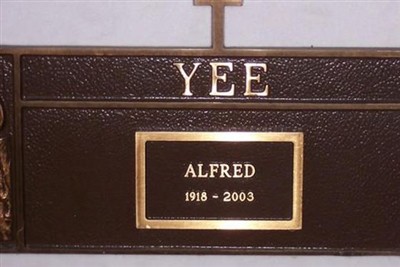 YEE
ALFRED
1918 - 2003